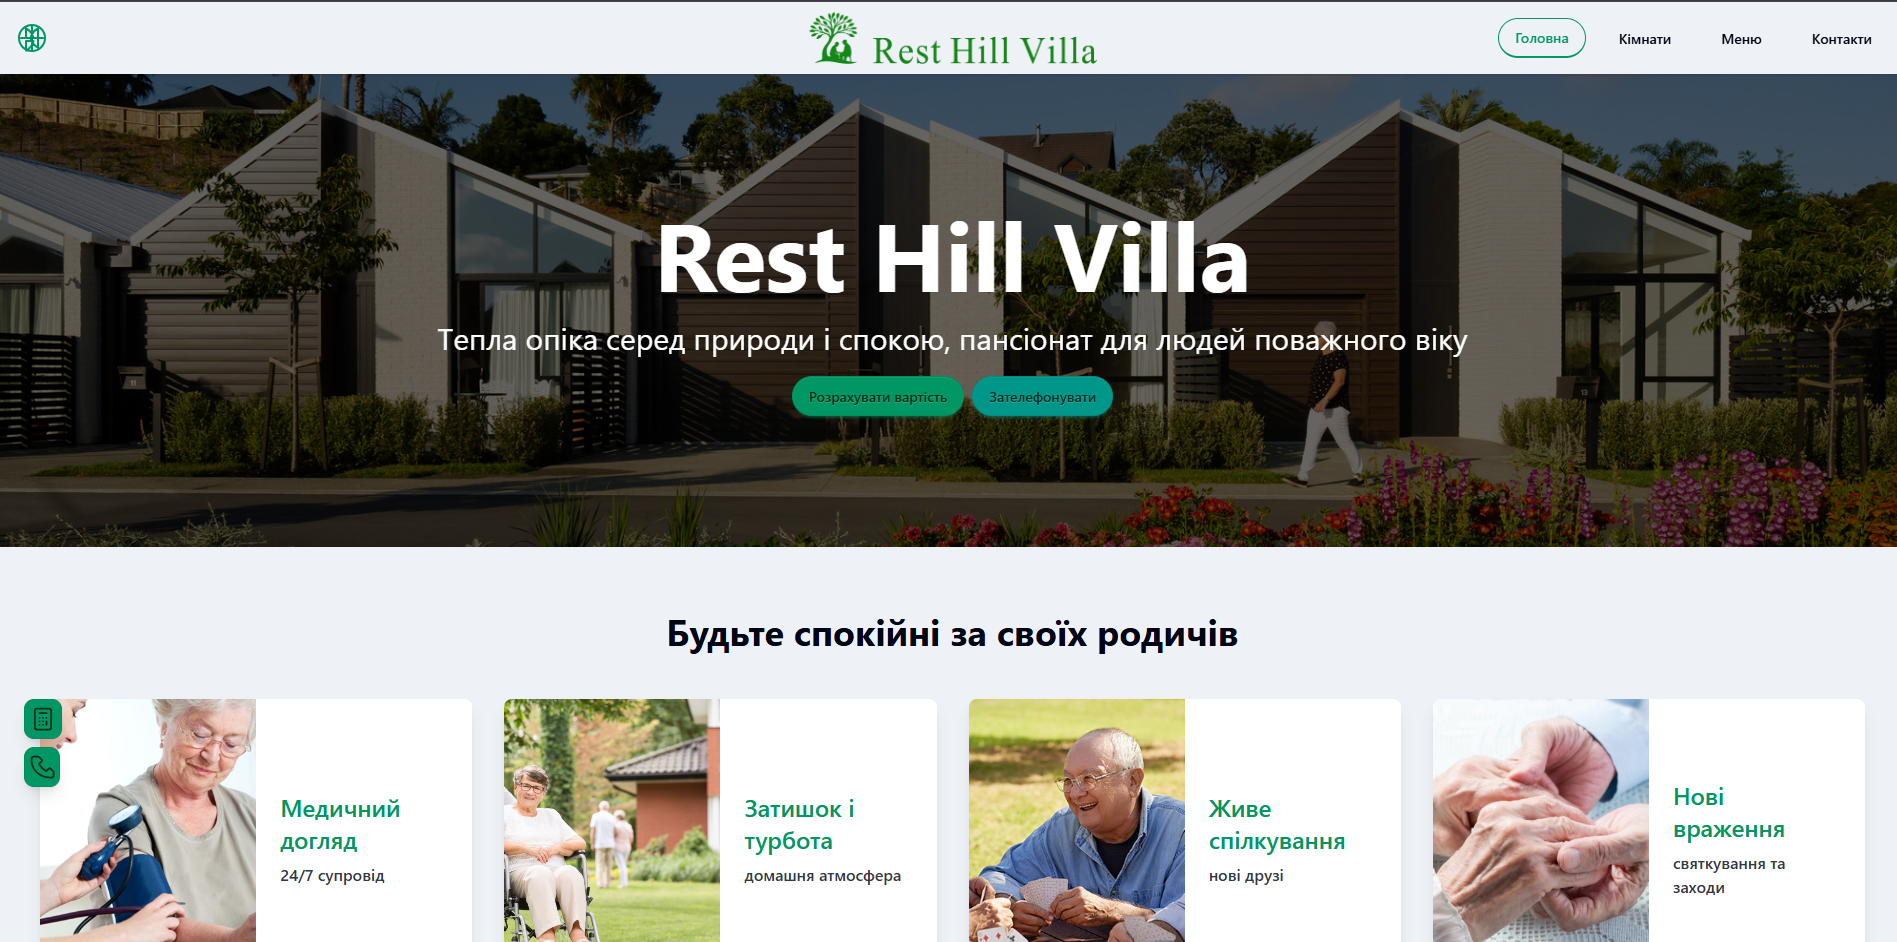 Rest Hill Villa
Головна
Кімнати
Меню
Контакти
Rest Hill Villa
Тепла опіка серед природи і спокою, пансіонат для людей поважного віку
Розрахувати вартість
Зателефонувати
11
13
Будьте спокійні за своїх родичів
Медичний
догляд
24/7 супровід
Затишок і
турбота
домашня атмосфера
Живе
спілкування
нові друзі
Нові
враження
святкування та
заходи